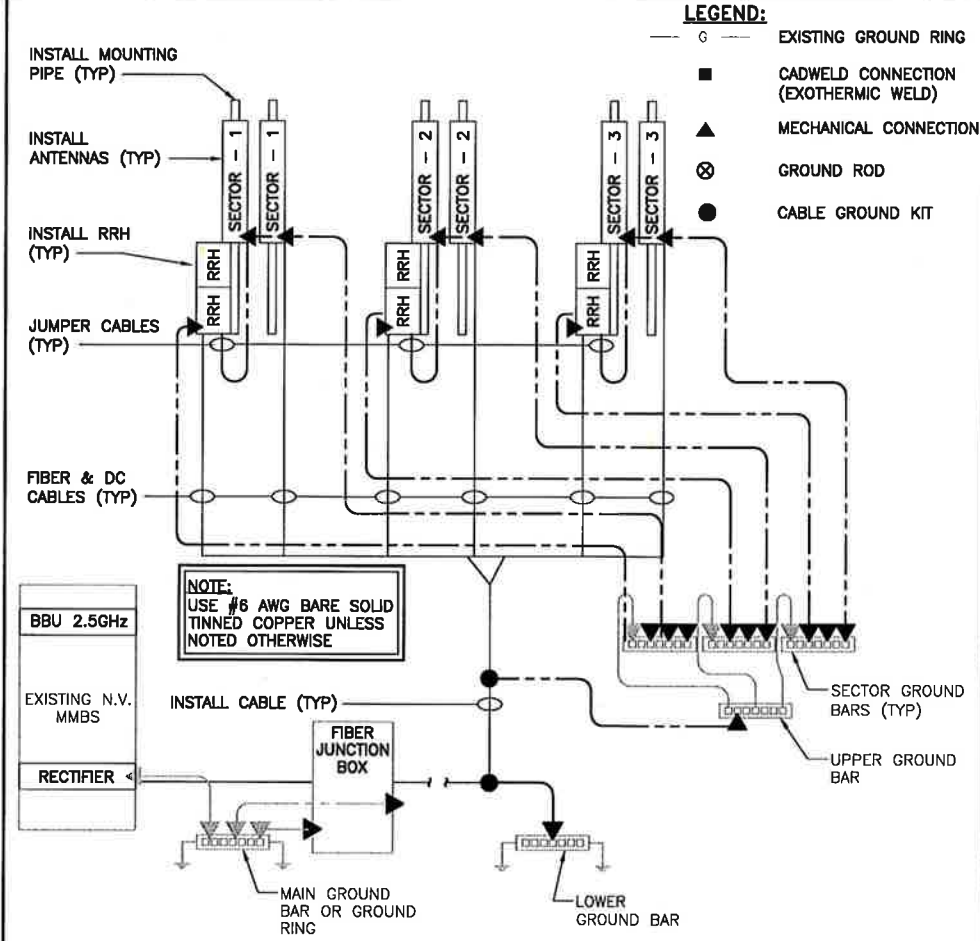 LEGEND:
G EXISTING GROUND RING
CADWELD CONNECTION
(EXOTHERMIC WELD)
MECHANICAL CONNECTION
GROUND ROD
CABLE GROUND KIT
INSTALL MOUNTING
PIPE (TYP)
INSTALL
ANTENNAS (TYP)
INSTALL RRH
(TYP)
JUMPER CABLES
(TYP)
FIBER & DC
CABLES (TYP)
SECTOR - 1
SECTOR - 1
SECTOR - 2
SECTOR - 2
SECTOR - 3
SECTOR - 3
RRH
RRH
RRH
RRH
RRH
RRH
NOTE:
USE #6 AWG BARE SOLID
TINNED COPPER UNLESS
NOTED OTHERWISE
BBU 2.5GHz
EXISTING N.V.
MMBS
RECTIFIER
INSTALL CABLE (TYP)
FIBER
JUNCTION
BOX
SECTOR GROUND
BARS (TYP)
UPPER GROUND
BAR
MAIN GROUND
BAR OR GROUND
RING
LOWER
GROUND BAR